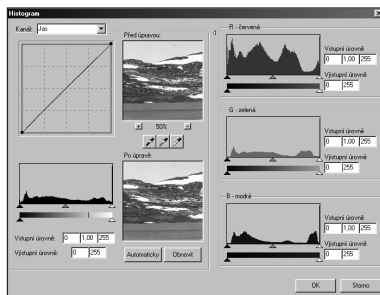 Histogram
Kanál: Jas
Před úpravou:
50%
Po úpravě:
Vstupní úrovně: 0 1,00 255
Výstupní úrovně: 0 255
Automaticky Obnovit
R - červená
Vstupní úrovně
0 1,00 255
Výstupní úrovně
0 255
G - zelená
Vstupní úrovně
0 1,00 255
Výstupní úrovně
0 255
B - modrá
Vstupní úrovně
0 1,00 255
Výstupní úrovně
0 255
OK Storno